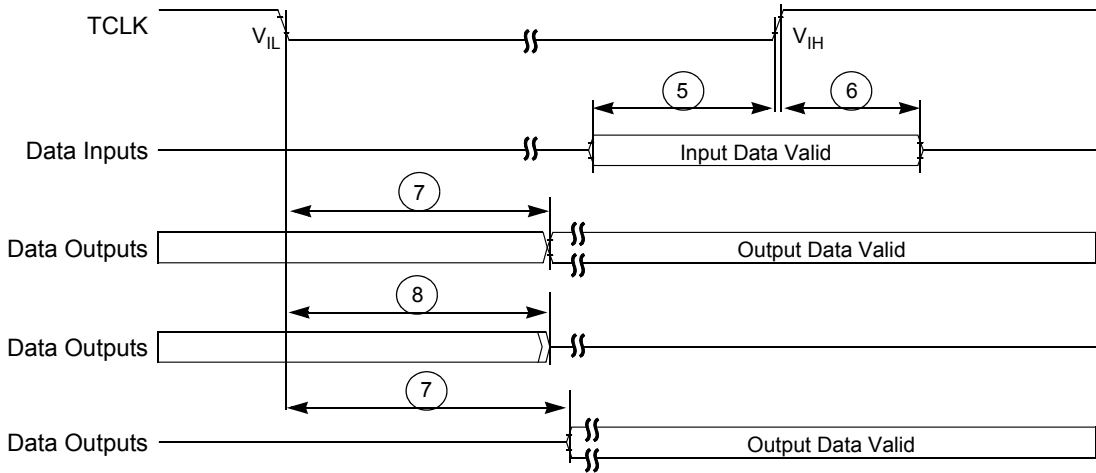 TCLK
VIL
VIH
5
6
Data Inputs
Input Data Valid
7
Data Outputs
Output Data Valid
8
Data Outputs
7
Data Outputs
Output Data Valid